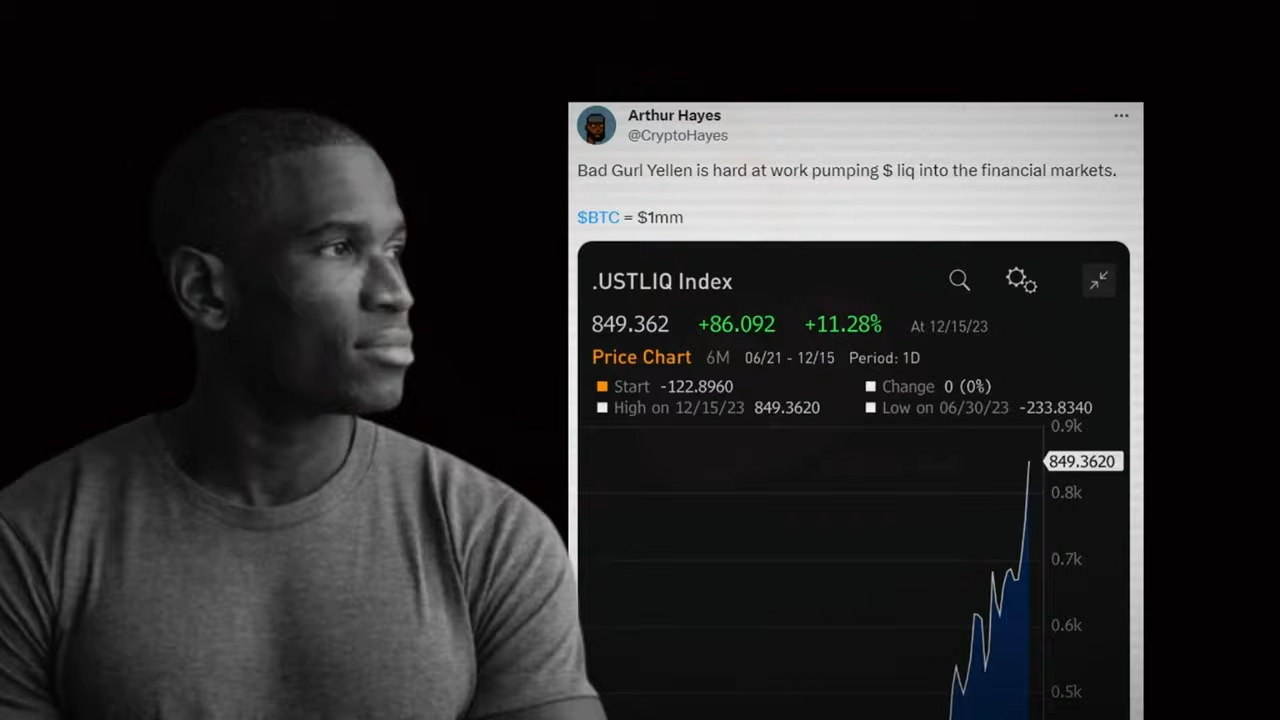 Arthur Hayes
@CryptoHayes
Bad Gurl Yellen is hard at work pumping $ liq into the financial markets.
$BTC = $1mm
.USTLIQ Index
849.362 +86.092 +11.28% At 12/15/23
Price Chart 6M 06/21 - 12/15 Period: 1D
Start -122.8960 Change 0 (0%)
High on 12/15/23 849.3620 Low on 06/30/23 -233.8340
0.9k
849.3620
0.8k
0.7k
0.6k
0.5k